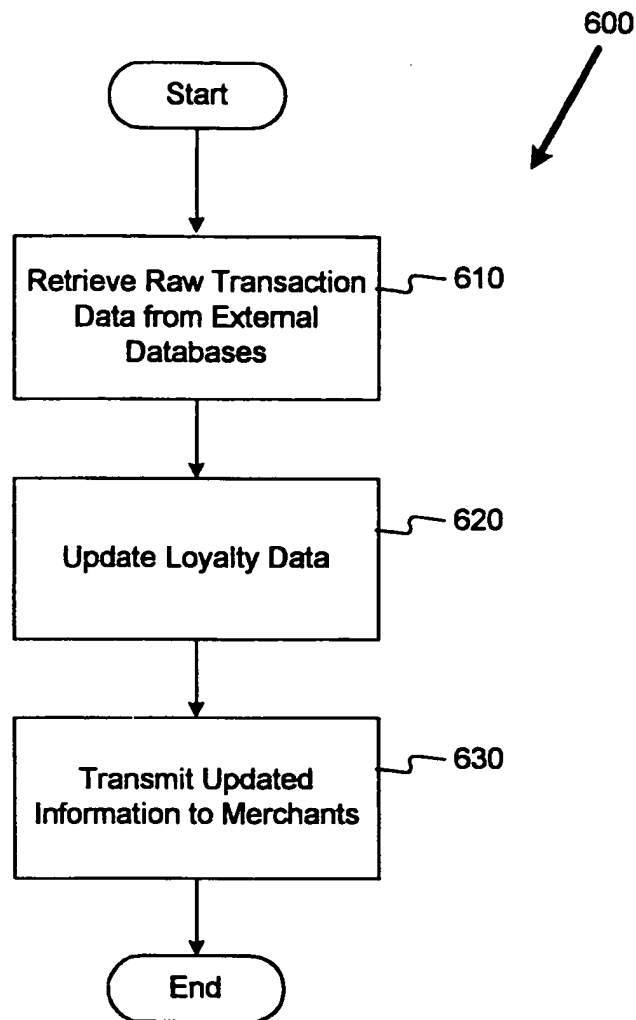 600
Start
Retrieve Raw Transaction
Data from External
Databases
610
Update Loyalty Data
620
Transmit Updated
Information to Merchants
630
End